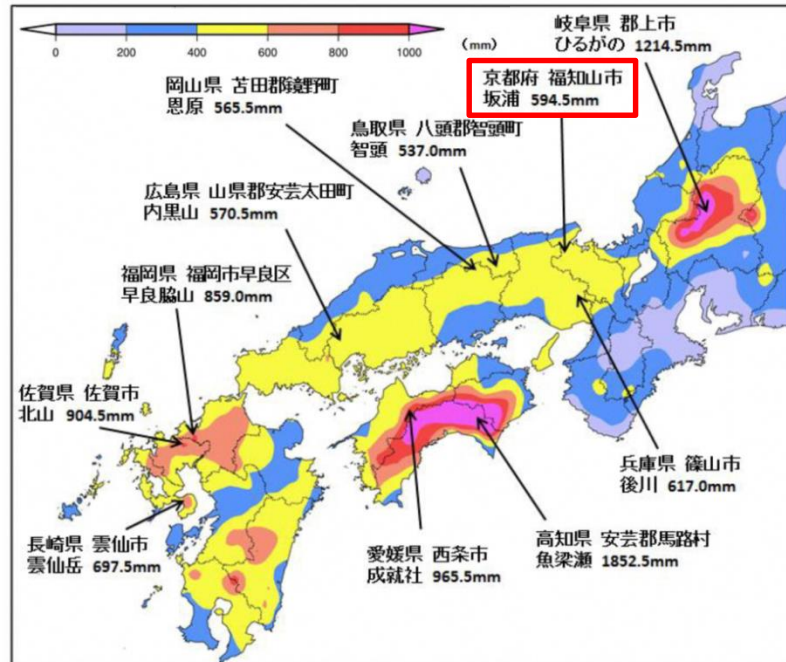 0 200 400 600 800 1000 (mm)
岐阜県 郡上市
ひるがの 1214.5mm
岡山県 苫田郡鏡野町
恩原 565.5mm
京都府 福知山市
坂浦 594.5mm
鳥取県 八頭郡智頭町
智頭 537.0mm
広島県 山県郡安芸太田町
内黒山 570.5mm
福岡県 福岡市早良区
早良脇山 859.0mm
佐賀県 佐賀市
北山 904.5mm
長崎県 雲仙市
雲仙岳 697.5mm
愛媛県 西条市
成就社 965.5mm
高知県 安芸郡馬路村
魚梁瀬 1852.5mm
兵庫県 篠山市
後川 617.0mm